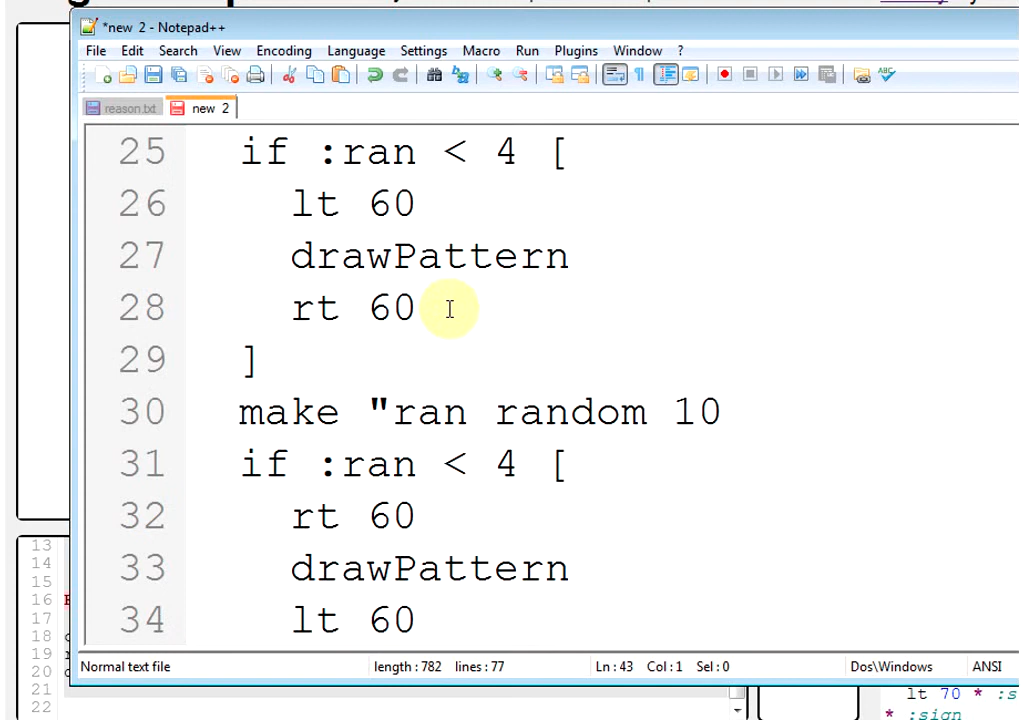 *new 2 - Notepad++
File Edit Search View Encoding Language Settings Macro Run Plugins Window ?
reason.txt new 2
25 if :ran < 4 [
26 lt 60
27 drawPattern
28 rt 60
29 ]
30 make "ran random 10
31 if :ran < 4 [
32 rt 60
33 drawPattern
34 lt 60
Normal text file length : 782 lines : 77 Ln : 43 Col : 1 Sel : 0 Dos\Windows ANSI
13
14
15
16
17
18
19
20
21
22
lt 70 * :s
* :sign